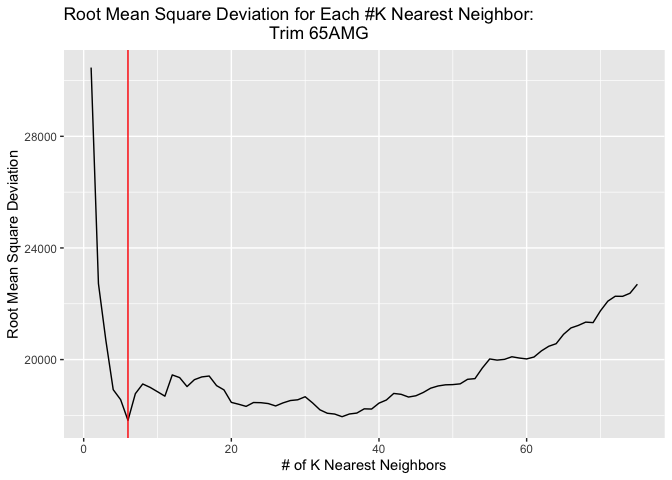 Root Mean Square Deviation for Each #K Nearest Neighbor:
Trim 65AMG
Root Mean Square Deviation
28000
24000
20000
0
20
40
60
# of K Nearest Neighbors